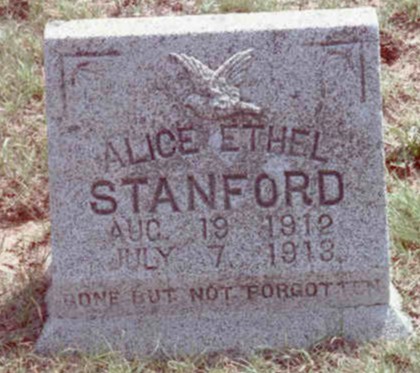 ALICE ETHEL
STANFORD
AUG. 19 1912
JULY 7. 1913.
GONE BUT NOT FORGOTTEN